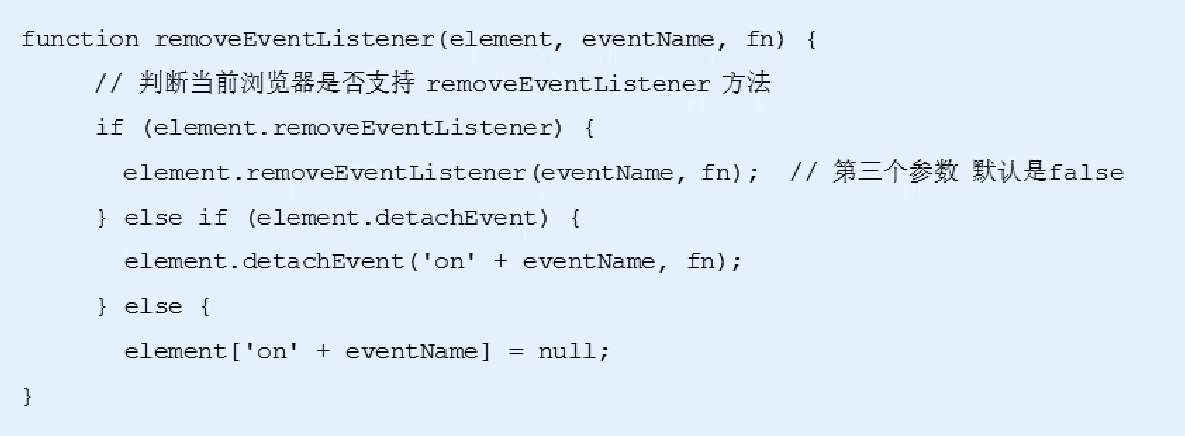 function removeEventListener(element, eventName, fn) {
// 判断当前浏览器是否支持 removeEventListener 方法
if (element.removeEventListener) {
element.removeEventListener(eventName, fn);  // 第三个参数 默认是false
} else if (element.detachEvent) {
element.detachEvent('on' + eventName, fn);
} else {
element['on' + eventName] = null;
}